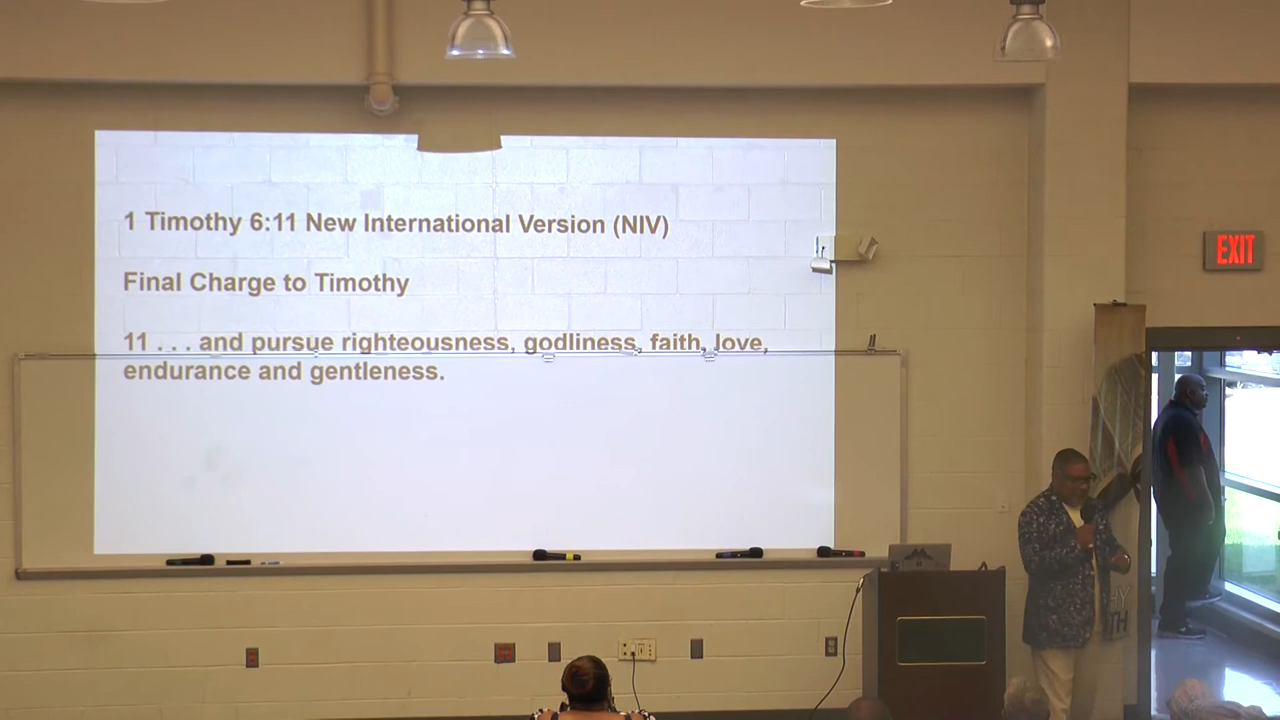 1 Timothy 6:11 New International Version (NIV)
Final Charge to Timothy
11 . . . and pursue righteousness, godliness, faith, love,
endurance and gentleness.
EXIT